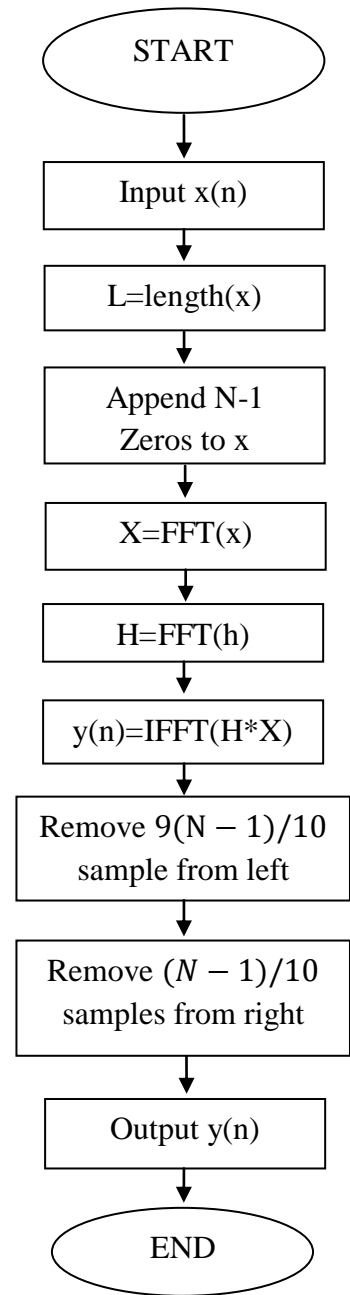 START
Input x(n)
L=length(x)
Append N-1
Zeros to x
X=FFT(x)
H=FFT(h)
y(n)=IFFT(H*X)
Remove 9(N − 1)/10
sample from left
Remove (N − 1)/10
samples from right
Output y(n)
END